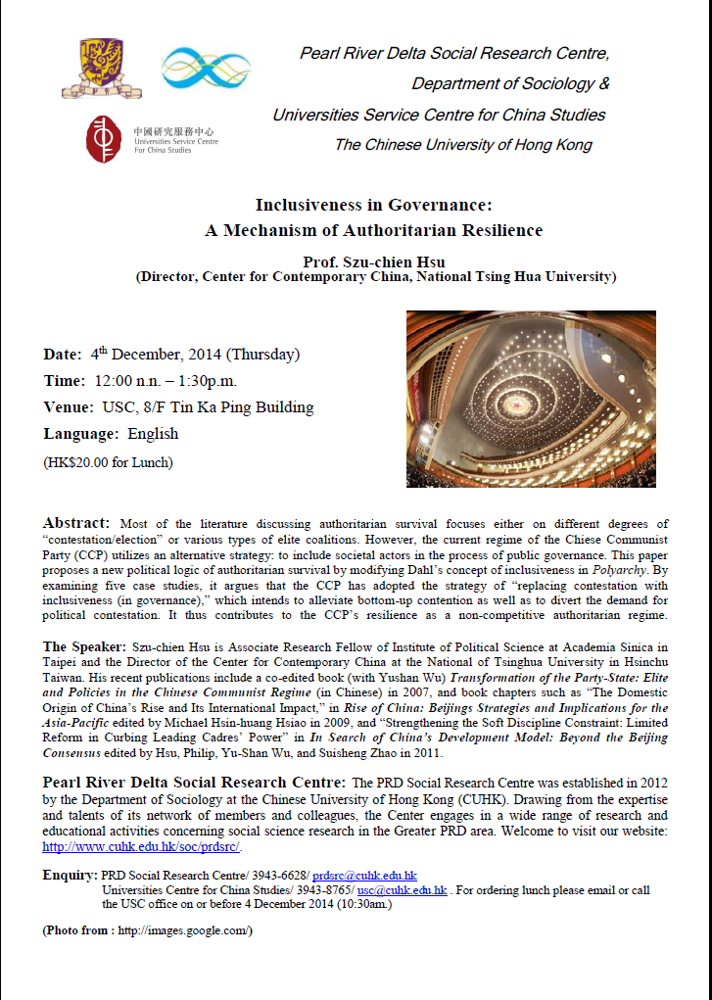 Pearl River Delta Social Research Centre,
Department of Sociology &
Universities Service Centre for China Studies
The Chinese University of Hong Kong
中國研究服務中心
Universities Service Centre
For China Studies
Inclusiveness in Governance:
A Mechanism of Authoritarian Resilience
Prof. Szu-chien Hsu
(Director, Center for Contemporary China, National Tsing Hua University)
Date: 4th December, 2014 (Thursday)
Time: 12:00 n.n. – 1:30p.m.
Venue: USC, 8/F Tin Ka Ping Building
Language: English
(HK$20.00 for Lunch)
Abstract: Most of the literature discussing authoritarian survival focuses either on different degrees of
“contestation/election” or various types of elite coalitions. However, the current regime of the Chiese Communist
Party (CCP) utilizes an alternative strategy: to include societal actors in the process of public governance. This paper
proposes a new political logic of authoritarian survival by modifying Dahl’s concept of inclusiveness in Polyarchy. By
examining five case studies, it argues that the CCP has adopted the strategy of “replacing contestation with
inclusiveness (in governance),” which intends to alleviate bottom-up contention as well as to divert the demand for
political contestation. It thus contributes to the CCP’s resilience as a non-competitive authoritarian regime.
The Speaker: Szu-chien Hsu is Associate Research Fellow of Institute of Political Science at Academia Sinica in
Taipei and the Director of the Center for Contemporary China at the National of Tsinghua University in Hsinchu
Taiwan. His recent publications include a co-edited book (with Yushan Wu) Transformation of the Party-State: Elite
and Policies in the Chinese Communist Regime (in Chinese) in 2007, and book chapters such as “The Domestic
Origin of China’s Rise and Its International Impact,” in Rise of China: Beijings Strategies and Implications for the
Asia-Pacific edited by Michael Hsin-huang Hsiao in 2009, and “Strengthening the Soft Discipline Constraint: Limited
Reform in Curbing Leading Cadres’ Power” in In Search of China’s Development Model: Beyond the Beijing
Consensus edited by Hsu, Philip, Yu-Shan Wu, and Suisheng Zhao in 2011.
Pearl River Delta Social Research Centre: The PRD Social Research Centre was established in 2012
by the Department of Sociology at the Chinese University of Hong Kong (CUHK). Drawing from the expertise
and talents of its network of members and colleagues, the Center engages in a wide range of research and
educational activities concerning social science research in the Greater PRD area. Welcome to visit our website:
http://www.cuhk.edu.hk/soc/prdsrc/.
Enquiry: PRD Social Research Centre/ 3943-6628/ prdsrc@cuhk.edu.hk
Universities Centre for China Studies/ 3943-8765/ usc@cuhk.edu.hk . For ordering lunch please email or call
the USC office on or before 4 December 2014 (10:30am.)
(Photo from : http://images.google.com/)